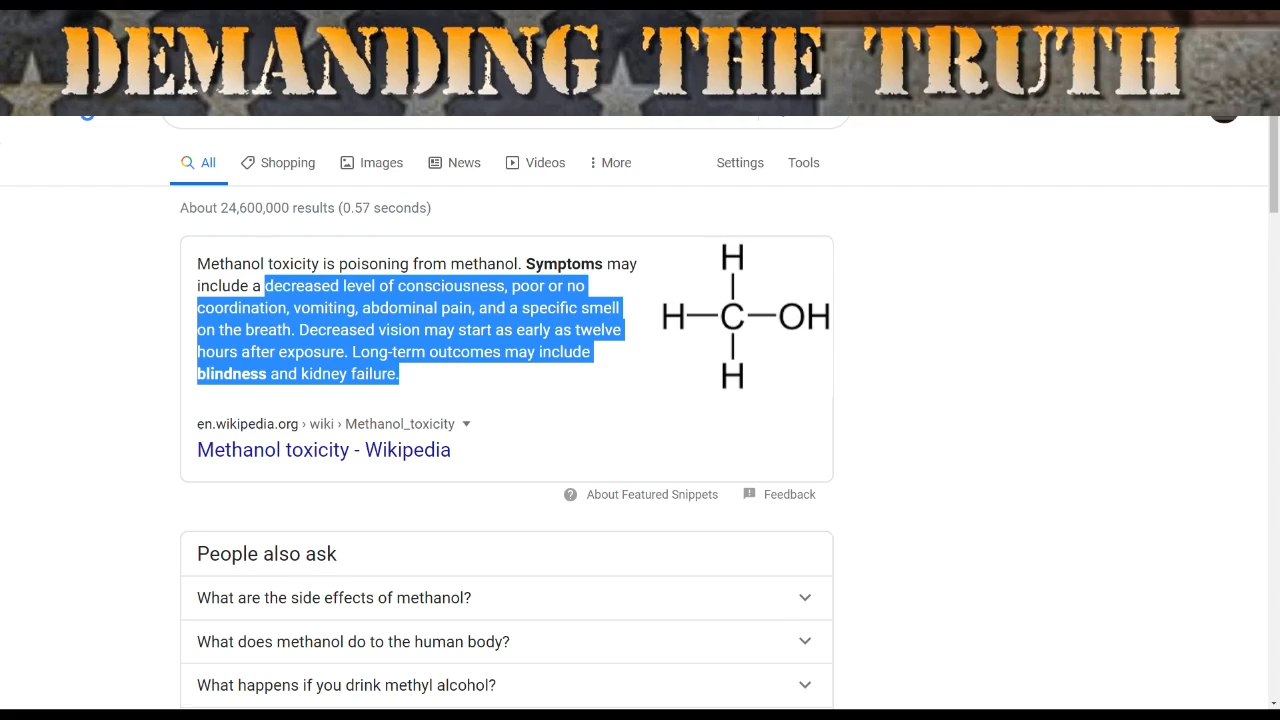 DEMANDING THE TRUTH
All Shopping Images News Videos More Settings Tools
About 24,600,000 results (0.57 seconds)
Methanol toxicity is poisoning from methanol. Symptoms may
include a decreased level of consciousness, poor or no
coordination, vomiting, abdominal pain, and a specific smell
on the breath. Decreased vision may start as early as twelve
hours after exposure. Long-term outcomes may include
blindness and kidney failure.
H
H C OH
H
en.wikipedia.org › wiki › Methanol_toxicity
Methanol toxicity - Wikipedia
About Featured Snippets Feedback
People also ask
What are the side effects of methanol?
What does methanol do to the human body?
What happens if you drink methyl alcohol?